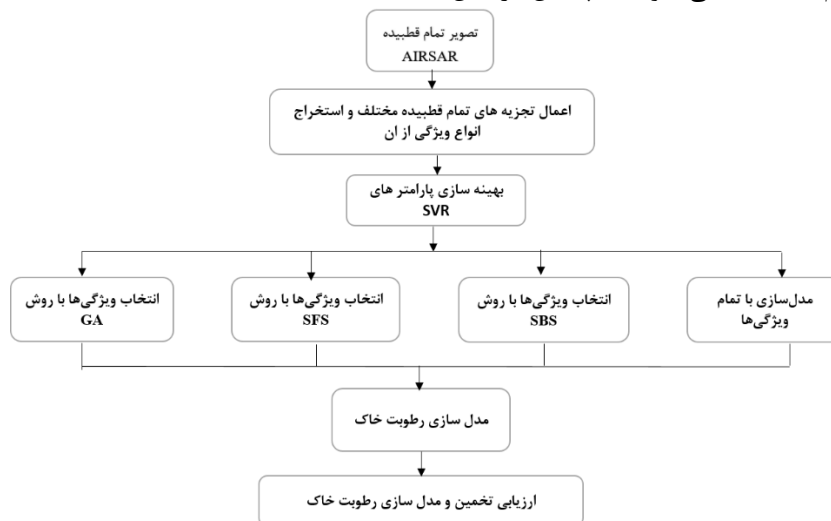 تصویر تمام قطبیده
AIRSAR
اعمال تجزیه های تمام قطبیده مختلف و استخراج
انواع ویژگی از ان
بهینه سازی پارامتر های
SVR
مدل‌سازی با تمام
ویژگی‌ها
انتخاب ویژگی‌ها با روش
SBS
انتخاب ویژگی‌ها با روش
SFS
انتخاب ویژگی‌ها با روش
GA
مدل سازی رطوبت خاک
ارزیابی تخمین و مدل سازی رطوبت خاک